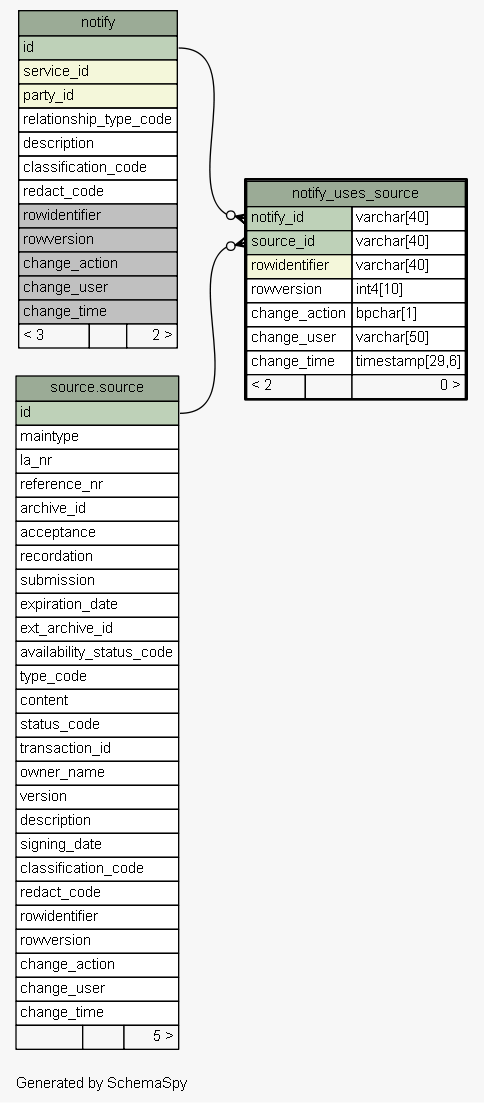 notify
id
service_id
party_id
relationship_type_code
description
classification_code
redact_code
rowidentifier
rowversion
change_action
change_user
change_time
< 3 2 >
notify_uses_source
notify_id varchar[40]
source_id varchar[40]
rowidentifier varchar[40]
rowversion int4[10]
change_action bpchar[1]
change_user varchar[50]
change_time timestamp[29,6]
< 2 0 >
source.source
id
maintype
la_nr
reference_nr
archive_id
acceptance
recordation
submission
expiration_date
ext_archive_id
availability_status_code
type_code
content
status_code
transaction_id
owner_name
version
description
signing_date
classification_code
redact_code
rowidentifier
rowversion
change_action
change_user
change_time
5 >
Generated by SchemaSpy